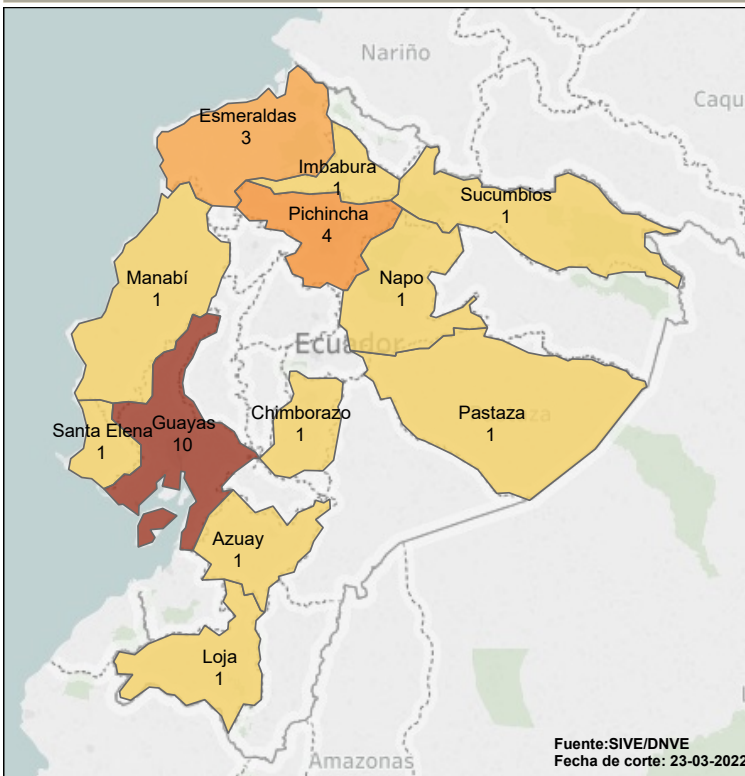 Nariño
Caqu
Esmeraldas
3
Imbabura
1
Sucumbios
1
Pichincha
4
Manabí
1
Napo
1
Ecuador
Santa Elena
1
Guayas
10
Chimborazo
1
Pastaza
1
Azuay
1
Loja
1
Amazonas
Fuente:SIVE/DNVE
Fecha de corte: 23-03-2022